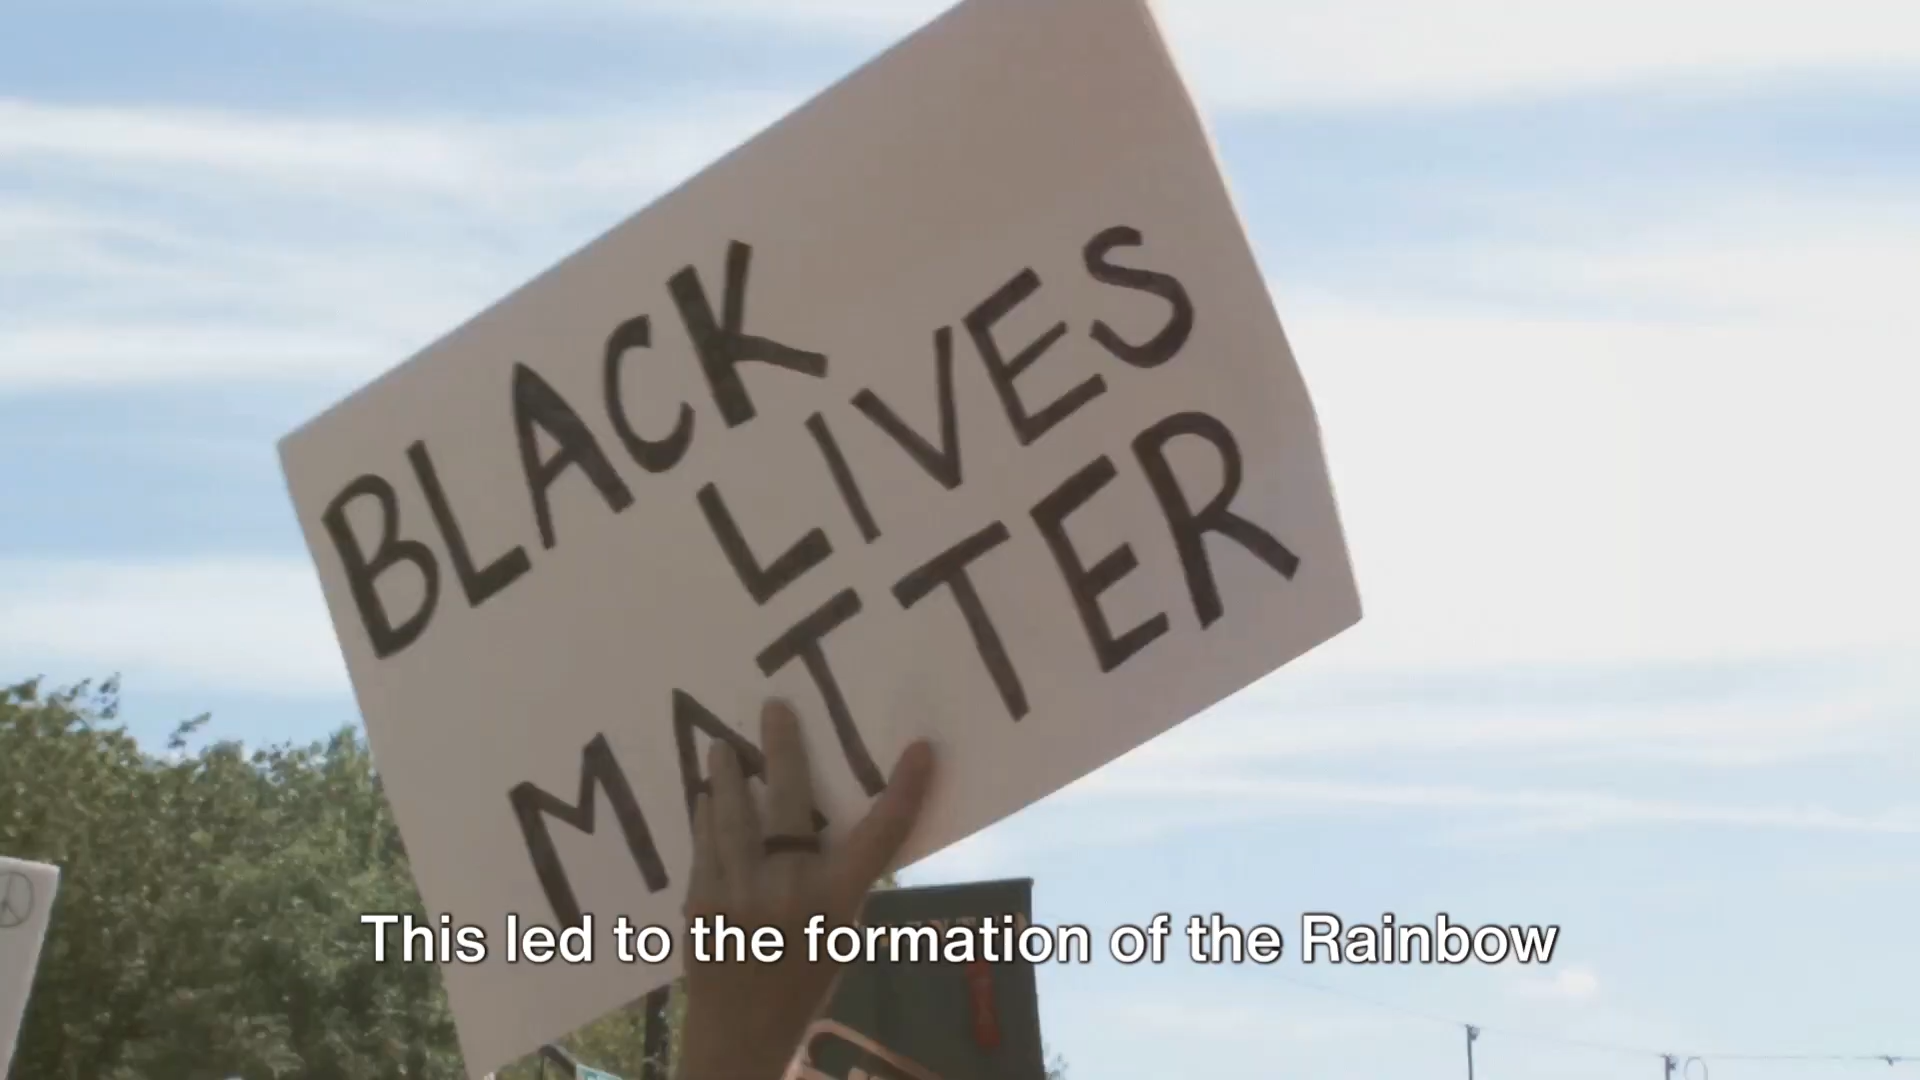 BLACK
LIVES
MATTER
This led to the formation of the Rainbow